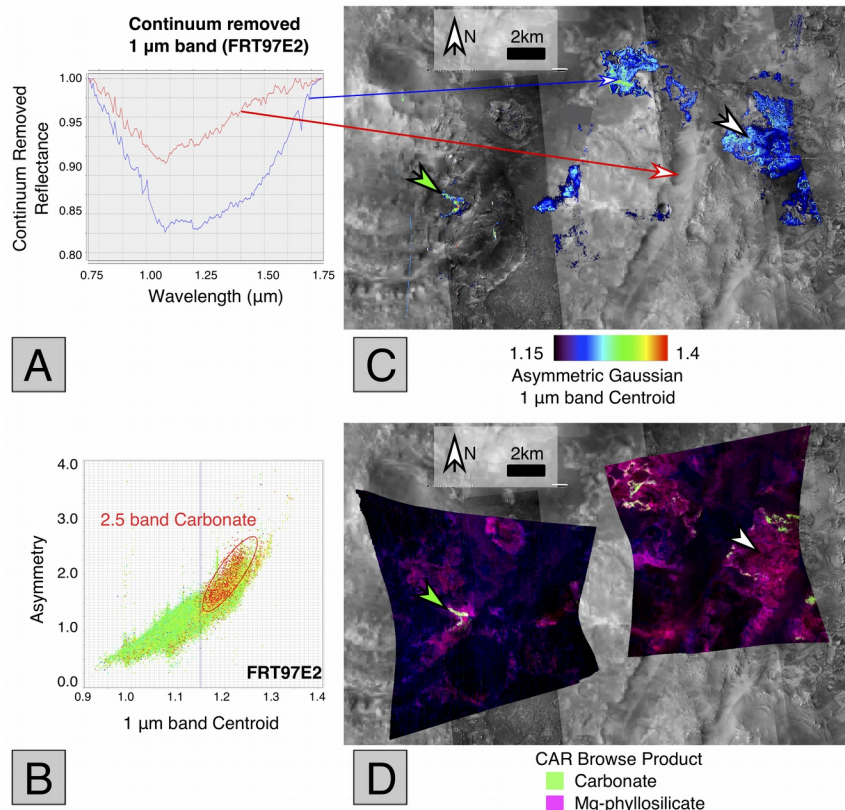 Continuum removed
1 µm band (FRT97E2)
1.00
0.95
0.90
0.85
0.80
Continuum Removed
Reflectance
0.75
1.00
1.25
1.50
1.75
Wavelength (µm)
A
N
2km
C
1.15
1.4
Asymmetric Gaussian
1 µm band Centroid
4.0
3.0
2.0
1.0
0.0
Asymmetry
2.5 band Carbonate
FRT97E2
0.9
1.0
1.1
1.2
1.3
1.4
1 µm band Centroid
B
N
2km
D
CAR Browse Product
Carbonate
Mg-phyllosilicate